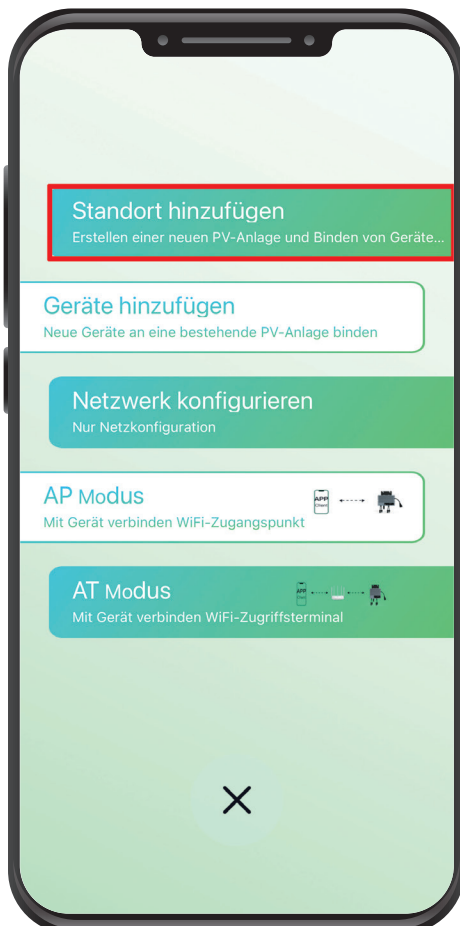 Standort hinzufügen
Erstellen einer neuen PV-Anlage und Binden von Geräte...
Geräte hinzufügen
Neue Geräte an eine bestehende PV-Anlage binden
Netzwerk konfigurieren
Nur Netzkonfiguration
AP Modus
APP
Mit Gerät verbinden WiFi-Zugangspunkt
AT Modus
APP
Mit Gerät verbinden WiFi-Zugriffsterminal